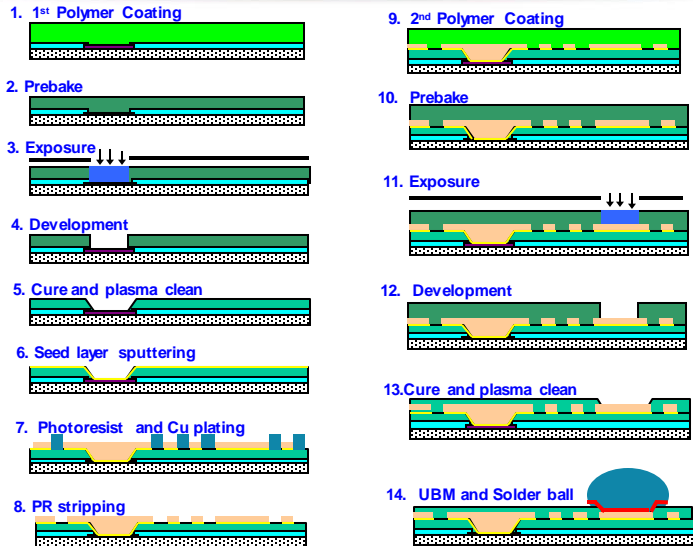 1. 1st Polymer Coating
2. Prebake
3. Exposure
4. Development
5. Cure and plasma clean
6. Seed layer sputtering
7. Photoresist and Cu plating
8. PR stripping
9. 2nd Polymer Coating
10. Prebake
11. Exposure
12. Development
13.Cure and plasma clean
14. UBM and Solder ball